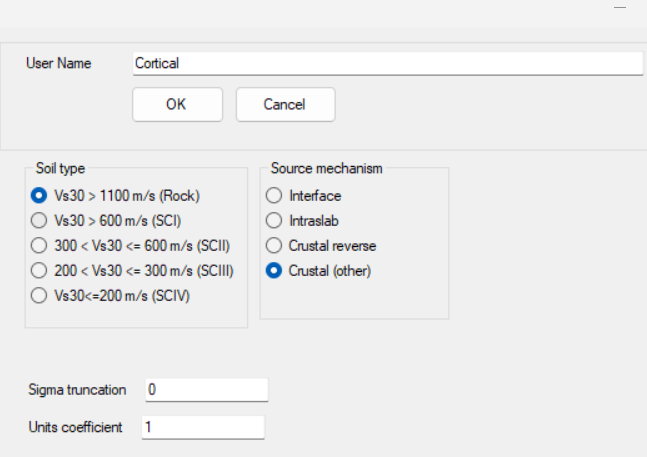 User Name Cortical
OK Cancel
Soil type
Vs30 > 1100 m/s (Rock)
Vs30 > 600 m/s (SCI)
300 < Vs30 <= 600 m/s (SCII)
200 < Vs30 <= 300 m/s (SCIII)
Vs30<=200 m/s (SCIV)
Source mechanism
Interface
Intraslab
Crustal reverse
Crustal (other)
Sigma truncation 0
Units coefficient 1